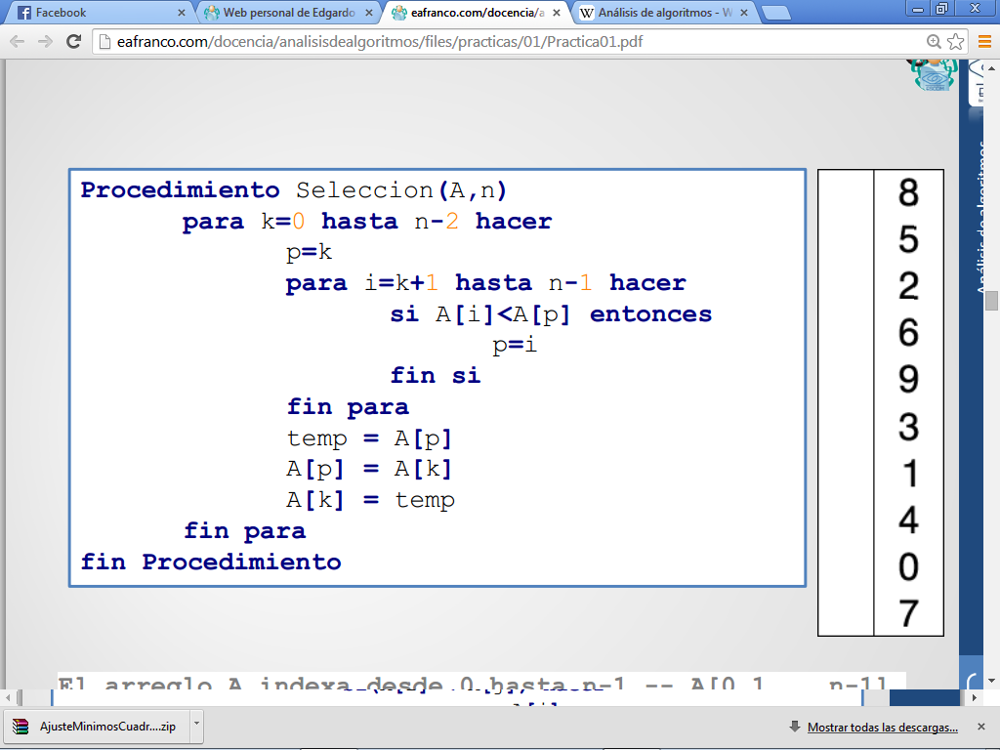 Facebook
Web personal de Edgardo
eafranco.com/docencia/a
Análisis de algoritmos - W
eafranco.com/docencia/analisisdealgoritmos/files/practicas/01/Practica01.pdf
Procedimiento Seleccion(A,n)
para k=0 hasta n-2 hacer
p=k
para i=k+1 hasta n-1 hacer
si A[i]<A[p] entonces
p=i
fin si
fin para
temp = A[p]
A[p] = A[k]
A[k] = temp
fin para
fin Procedimiento
8
5
2
6
9
3
1
4
0
7
Análisis de algoritmos
El arreglo A indexa desde 0 hasta n-1 -- A[0,1 n-1]
AjusteMinimosCuadr....zip
Mostrar todas las descargas...